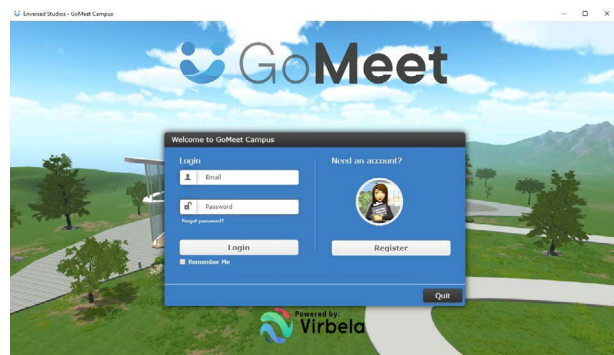 Enversed Studios - GoMeet Campus
GoMeet
Welcome to GoMeet Campus
Login
Need an account?
Email
Password
Forgot password?
Login
Register
Remember Me
Quit
Powered by:
Virbela